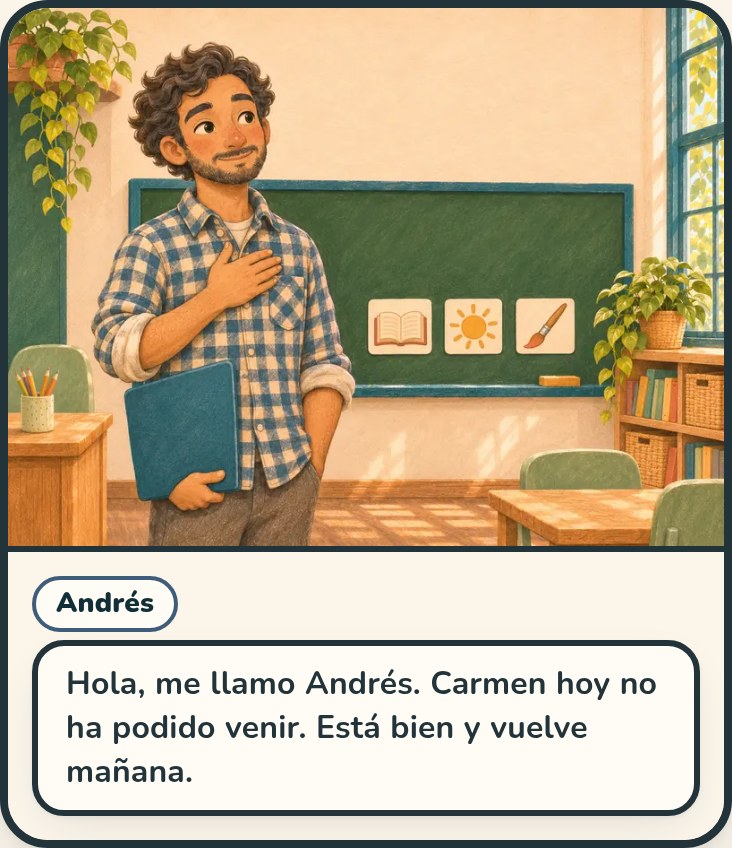 Andrés
Hola, me llamo Andrés. Carmen hoy no
ha podido venir. Está bien y vuelve
mañana.